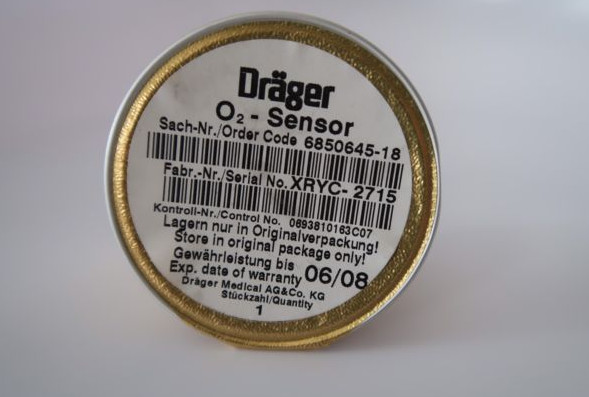 Dräger
O₂ - Sensor
Sach-Nr./Order Code 6850645-18
Fabr.-Nr./Serial No. XRYC- 2715
Kontroll-Nr./Control No. 0693810163C07
Lagern nur in Originalverpackung!
Store in original package only!
Gewährleistung bis
Exp. date of warranty 06/08
Dräger Medical AG&Co. KG
Stückzahl/Quantity
1